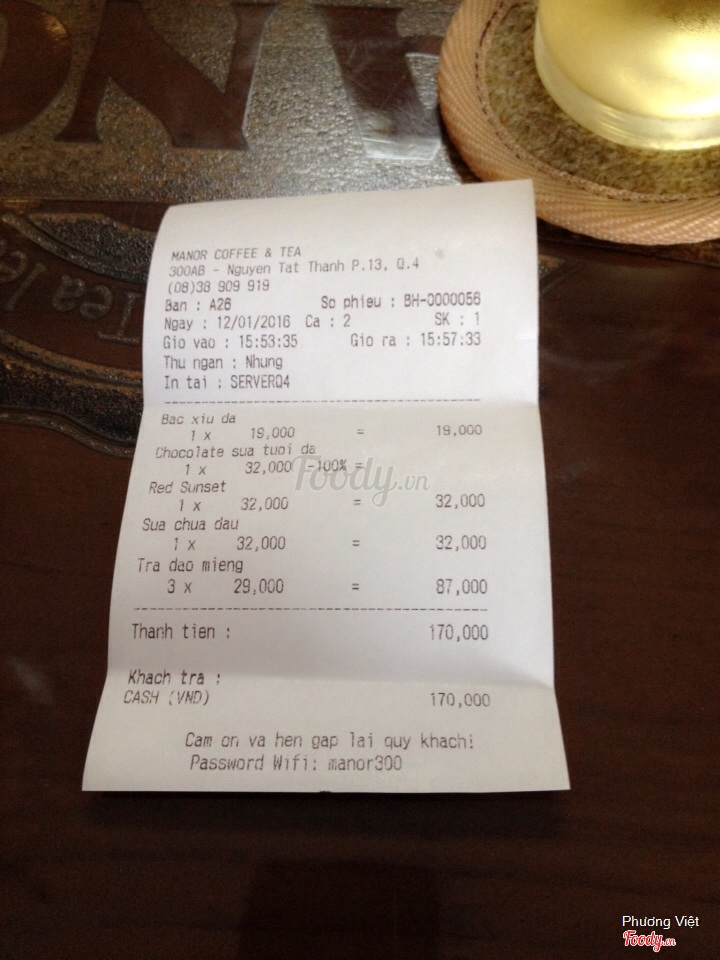 MANOR COFFEE & TEA
300AB - Nguyen Tat Thanh P.13, Q.4
(08)38 909 919
Ban : A26 So phieu : BH-0000056
Ngay : 12/01/2016 Ca : 2 SK : 1
Gio vao : 15:53:35 Gio ra : 15:57:33
Thu ngan : Nhung
In tai : SERVERQ4
Bac xiu da
1 x 19,000 = 19,000
Chocolate sua tuoi da
1 x 32,000 -100% =
Red Sunset
1 x 32,000 = 32,000
Sua chua dau
1 x 32,000 = 32,000
Tra dao mieng
3 x 29,000 = 87,000
Thanh tien : 170,000
Khach tra :
CASH (VND) 170,000
Cam on va hen gap lai quy khach!
Password Wifi: manor300
Foody.vn
Tea le
Phương Việt
Foody.vn